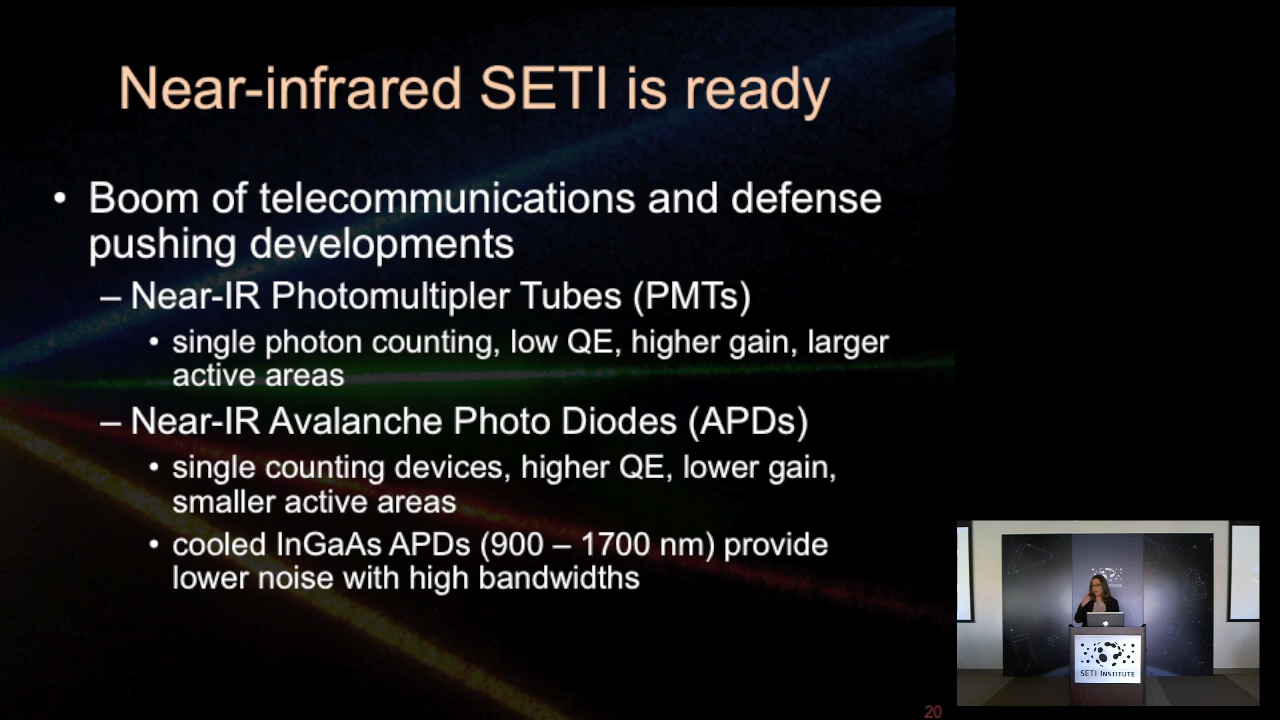 Near-infrared SETI is ready
• Boom of telecommunications and defense
pushing developments
– Near-IR Photomultipler Tubes (PMTs)
• single photon counting, low QE, higher gain, larger
active areas
– Near-IR Avalanche Photo Diodes (APDs)
• single counting devices, higher QE, lower gain,
smaller active areas
• cooled InGaAs APDs (900 – 1700 nm) provide
lower noise with high bandwidths
SETI INSTITUTE
20